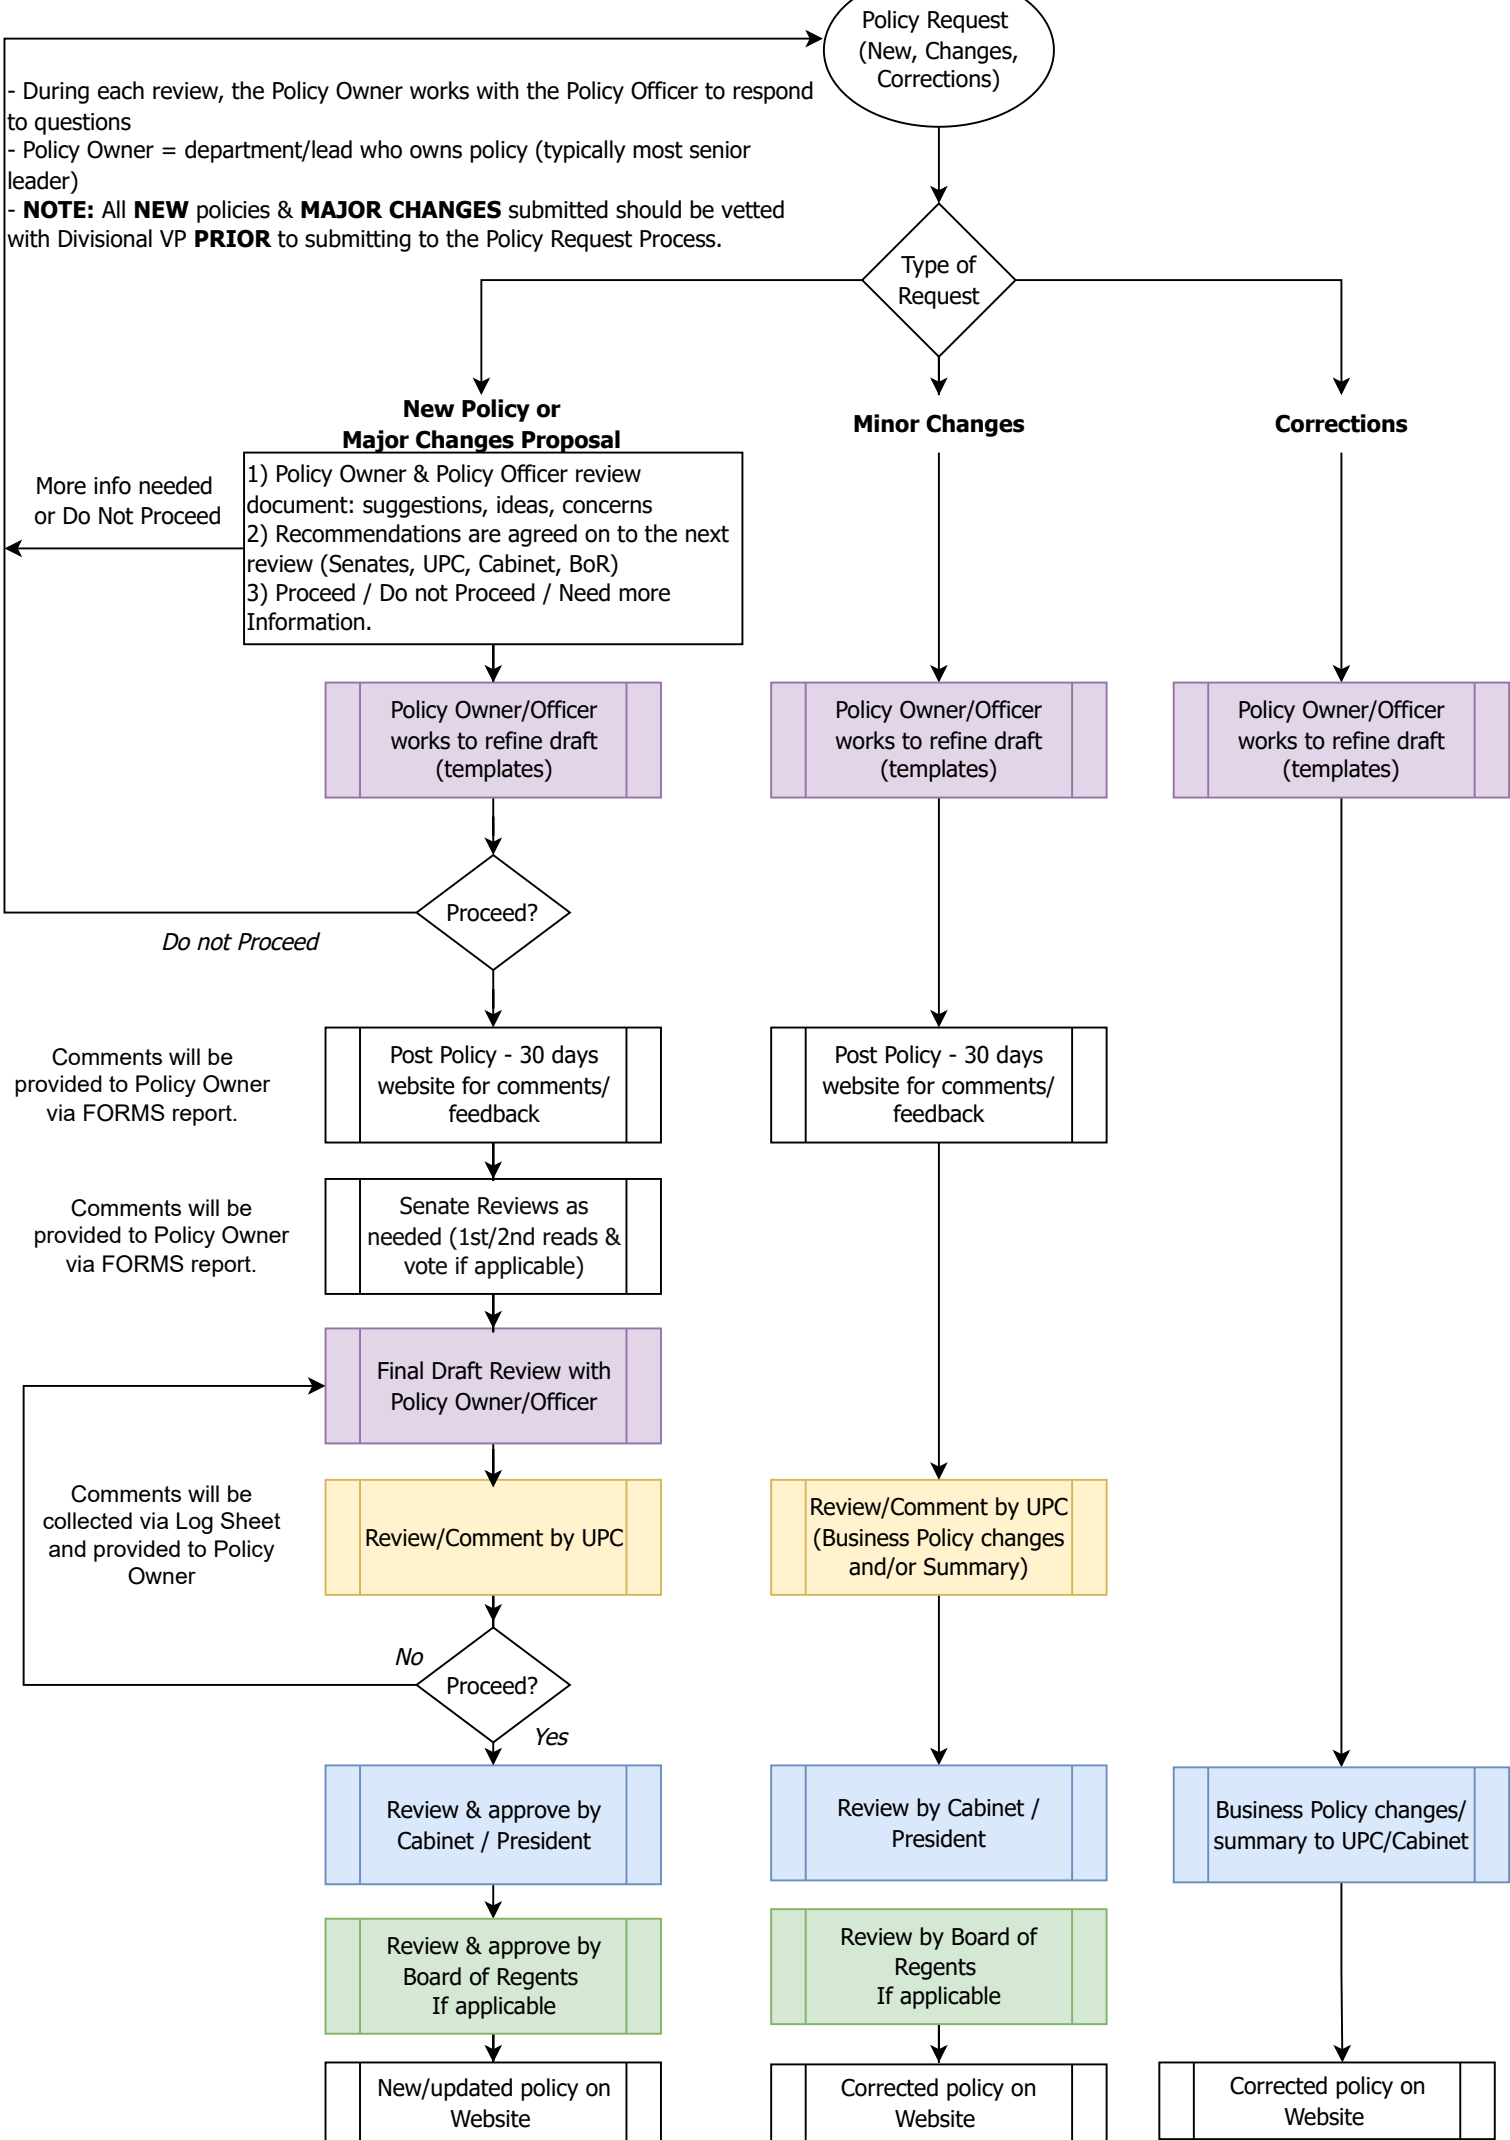 Policy Request
(New, Changes,
Corrections)
- During each review, the Policy Owner works with the Policy Officer to respond
to questions
- Policy Owner = department/lead who owns policy (typically most senior
leader)
- NOTE: All NEW policies & MAJOR CHANGES submitted should be vetted
with Divisional VP PRIOR to submitting to the Policy Request Process.
Type of
Request
New Policy or
Major Changes Proposal
Minor Changes
Corrections
More info needed
or Do Not Proceed
1) Policy Owner & Policy Officer review
document: suggestions, ideas, concerns
2) Recommendations are agreed on to the next
review (Senates, UPC, Cabinet, BoR)
3) Proceed / Do not Proceed / Need more
Information.
Policy Owner/Officer
works to refine draft
(templates)
Policy Owner/Officer
works to refine draft
(templates)
Policy Owner/Officer
works to refine draft
(templates)
Proceed?
Do not Proceed
Comments will be
provided to Policy Owner
via FORMS report.
Post Policy - 30 days
website for comments/
feedback
Post Policy - 30 days
website for comments/
feedback
Comments will be
provided to Policy Owner
via FORMS report.
Senate Reviews as
needed (1st/2nd reads &
vote if applicable)
Final Draft Review with
Policy Owner/Officer
Comments will be
collected via Log Sheet
and provided to Policy
Owner
Review/Comment by UPC
Review/Comment by UPC
(Business Policy changes
and/or Summary)
No
Proceed?
Yes
Review & approve by
Cabinet / President
Review by Cabinet /
President
Business Policy changes/
summary to UPC/Cabinet
Review & approve by
Board of Regents
If applicable
Review by Board of
Regents
If applicable
New/updated policy on
Website
Corrected policy on
Website
Corrected policy on
Website